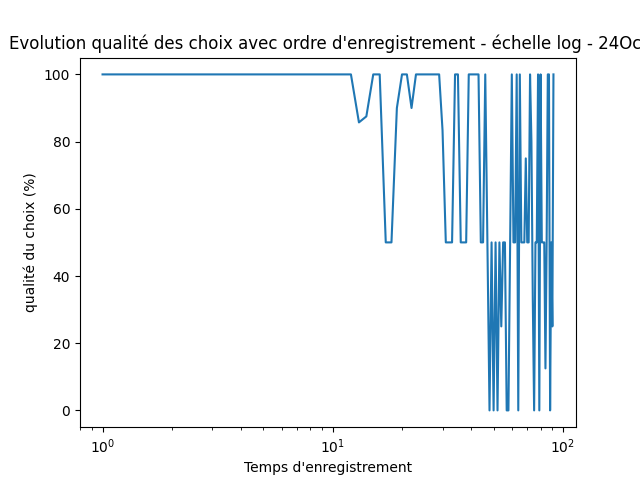 Evolution qualité des choix avec ordre d'enregistrement - échelle log - 24Oc
100
80
60
40
20
0
qualité du choix (%)
10⁰ 10¹ 10²
Temps d'enregistrement